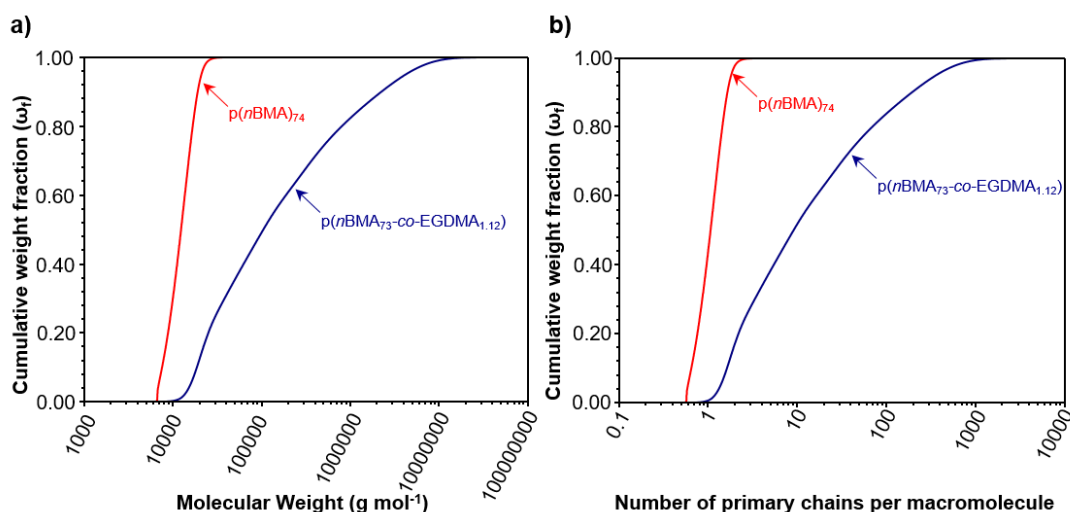 a)
Cumulative weight fraction (ω_f)
1.00
0.80
0.60
0.40
0.20
0.00
p(nBMA)₇₄
p(nBMA₇₃-co-EGDMA₁.₁₂)
1000
10000
100000
1000000
10000000
100000000
Molecular Weight (g mol⁻¹)
b)
Cumulative weight fraction (ω_f)
1.00
0.80
0.60
0.40
0.20
0.00
p(nBMA)₇₄
p(nBMA₇₃-co-EGDMA₁.₁₂)
0.1
1
10
100
1000
10000
Number of primary chains per macromolecule